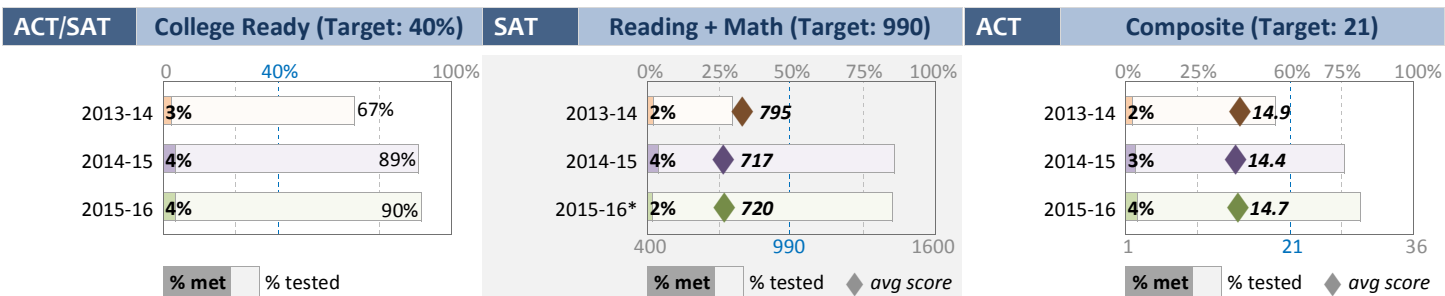 ACT/SAT College Ready (Target: 40%)
0 40% 100%
2013-14 3% 67%
2014-15 4% 89%
2015-16 4% 90%
% met % tested
SAT Reading + Math (Target: 990)
0% 25% 50% 75% 100%
2013-14 2% 795
2014-15 4% 717
2015-16* 2% 720
400 990 1600
% met % tested avg score
ACT Composite (Target: 21)
0% 25% 60% 75% 100%
2013-14 2% 14.9
2014-15 3% 14.4
2015-16 4% 14.7
1 21 36
% met % tested avg score